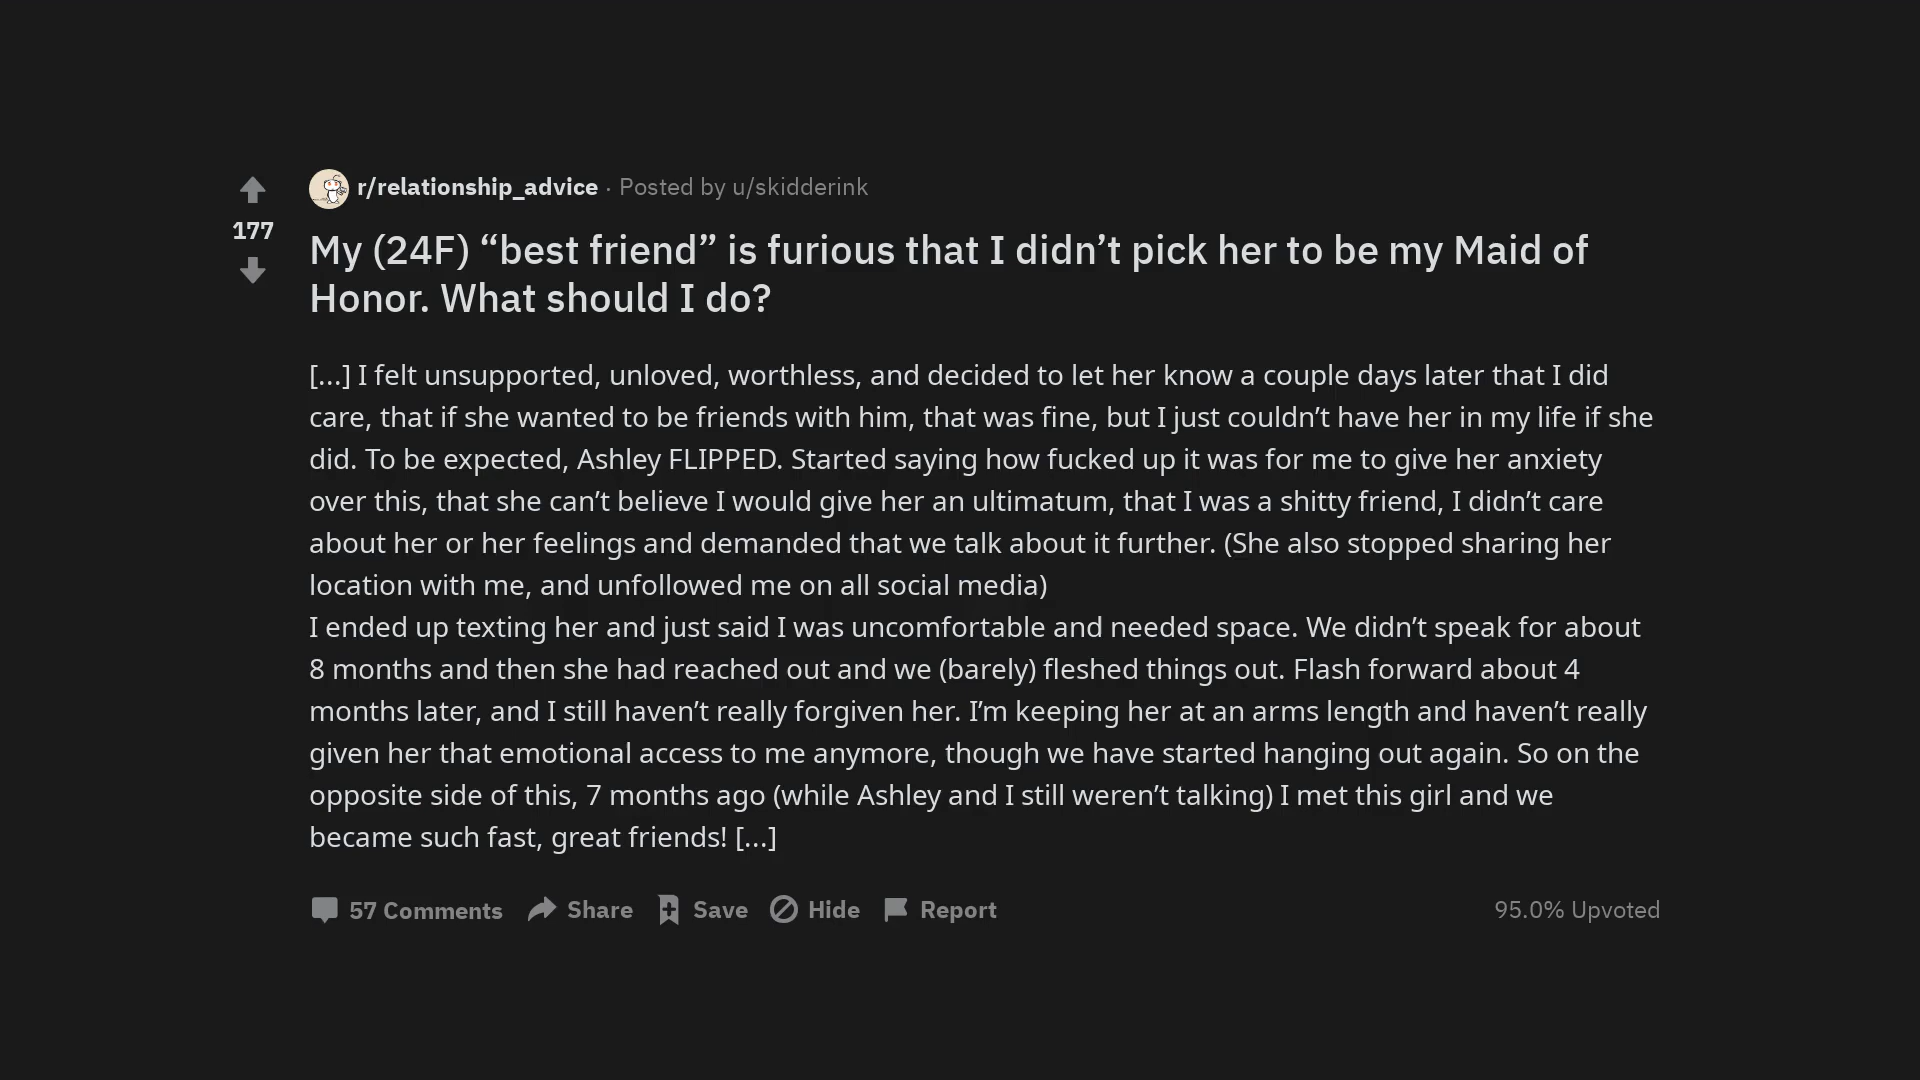 r/relationship_advice · Posted by u/skidderink
177
My (24F) “best friend” is furious that I didn’t pick her to be my Maid of
Honor. What should I do?
[...] I felt unsupported, unloved, worthless, and decided to let her know a couple days later that I did
care, that if she wanted to be friends with him, that was fine, but I just couldn’t have her in my life if she
did. To be expected, Ashley FLIPPED. Started saying how fucked up it was for me to give her anxiety
over this, that she can’t believe I would give her an ultimatum, that I was a shitty friend, I didn’t care
about her or her feelings and demanded that we talk about it further. (She also stopped sharing her
location with me, and unfollowed me on all social media)
I ended up texting her and just said I was uncomfortable and needed space. We didn’t speak for about
8 months and then she had reached out and we (barely) fleshed things out. Flash forward about 4
months later, and I still haven’t really forgiven her. I’m keeping her at an arms length and haven’t really
given her that emotional access to me anymore, though we have started hanging out again. So on the
opposite side of this, 7 months ago (while Ashley and I still weren’t talking) I met this girl and we
became such fast, great friends! [...]
57 Comments Share Save Hide Report 95.0% Upvoted